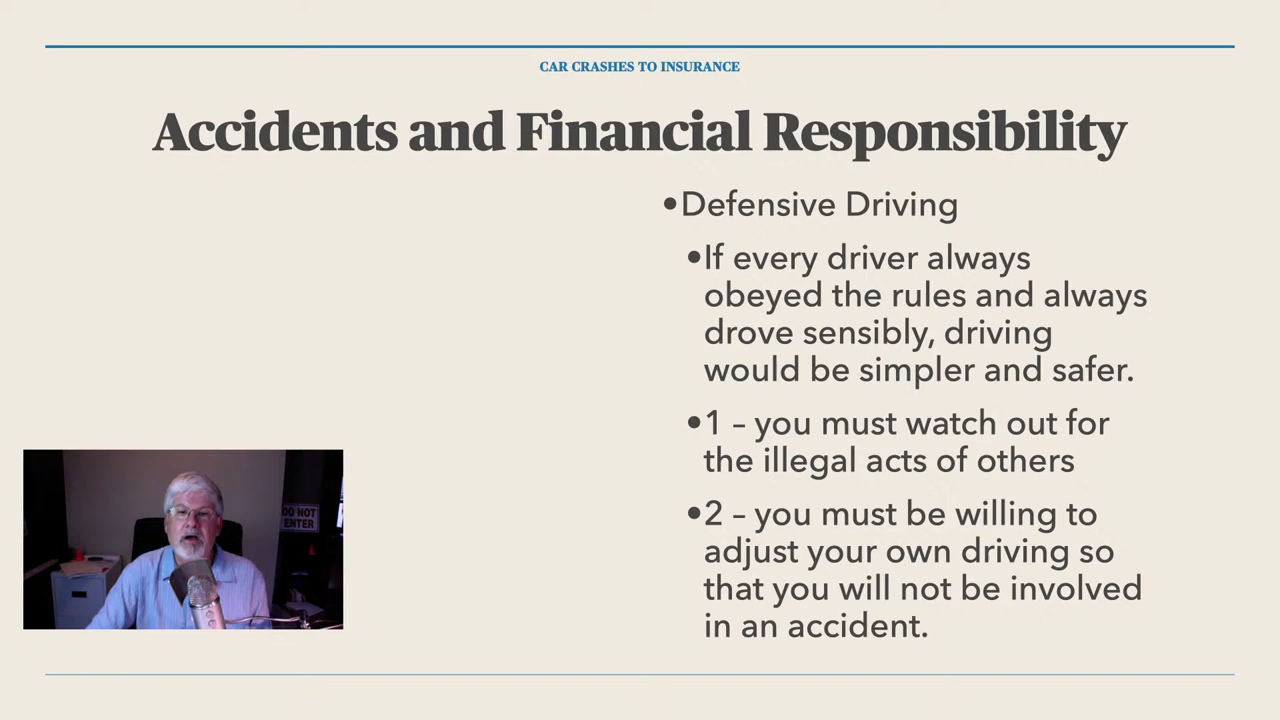 CAR CRASHES TO INSURANCE
Accidents and Financial Responsibility
•Defensive Driving
•If every driver always
obeyed the rules and always
drove sensibly, driving
would be simpler and safer.
•1 – you must watch out for
the illegal acts of others
•2 – you must be willing to
adjust your own driving so
that you will not be involved
in an accident.
DO NOT
ENTER